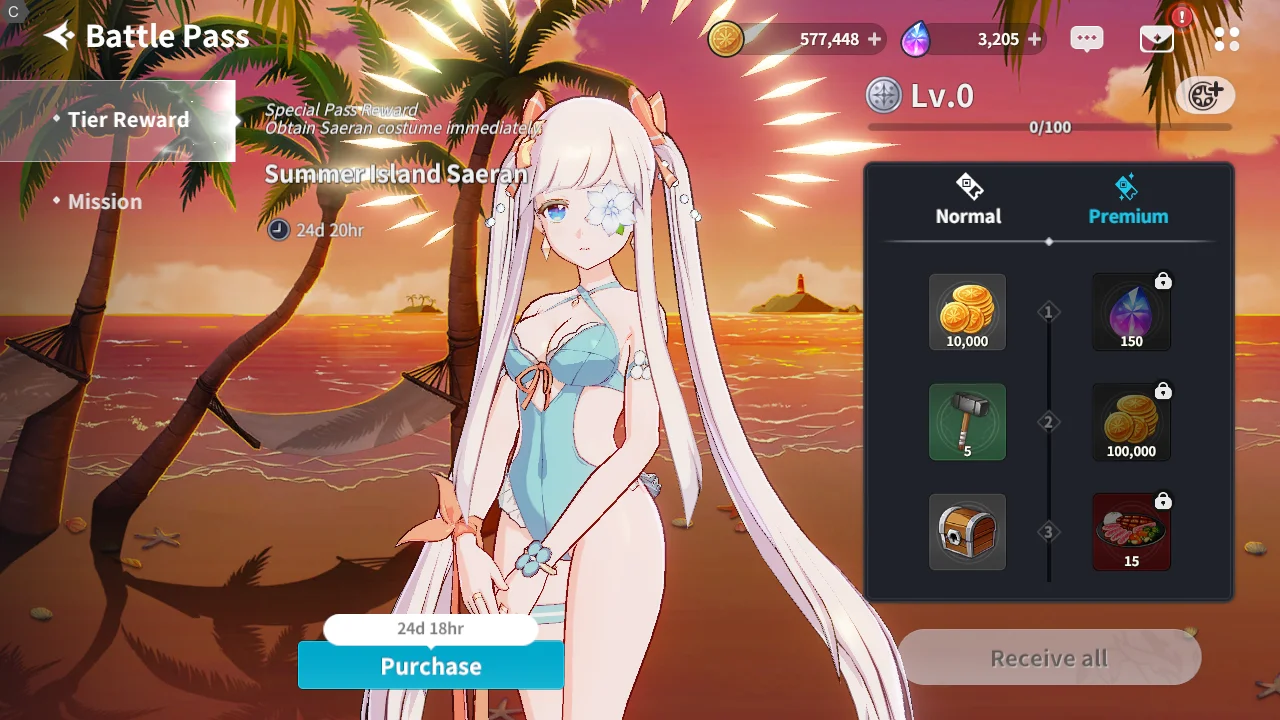 C
Battle Pass
577,448
3,205
Tier Reward
Mission
Special Pass Reward
Obtain Saeran costume immediately.
Summer Island Saeran
24d 20hr
Lv.0
0/100
Normal
Premium
10,000
1
150
5
2
100,000
3
15
24d 18hr
Purchase
Receive all